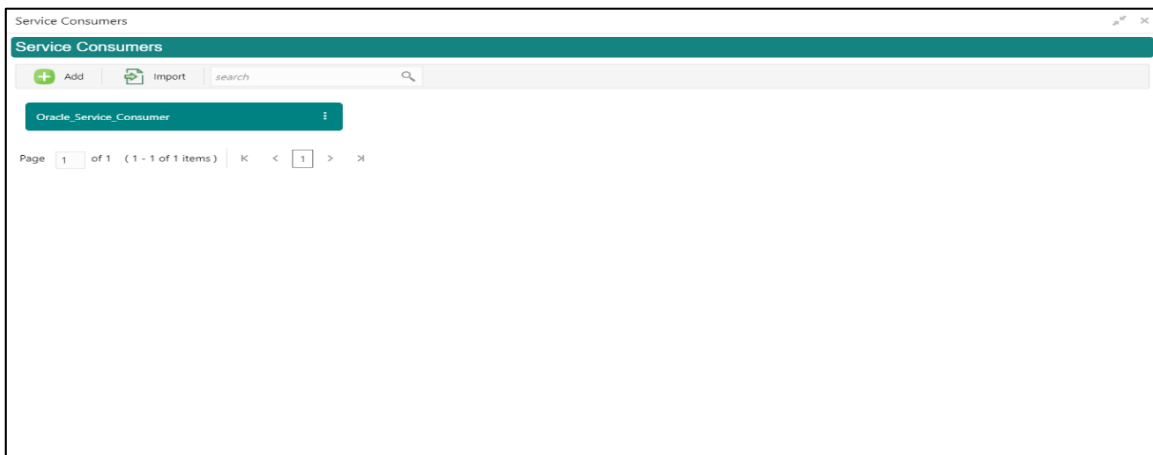 Service Consumers
Service Consumers
Add Import search
Oracle_Service_Consumer
Page 1 of 1 (1 - 1 of 1 items) K < 1 > >|